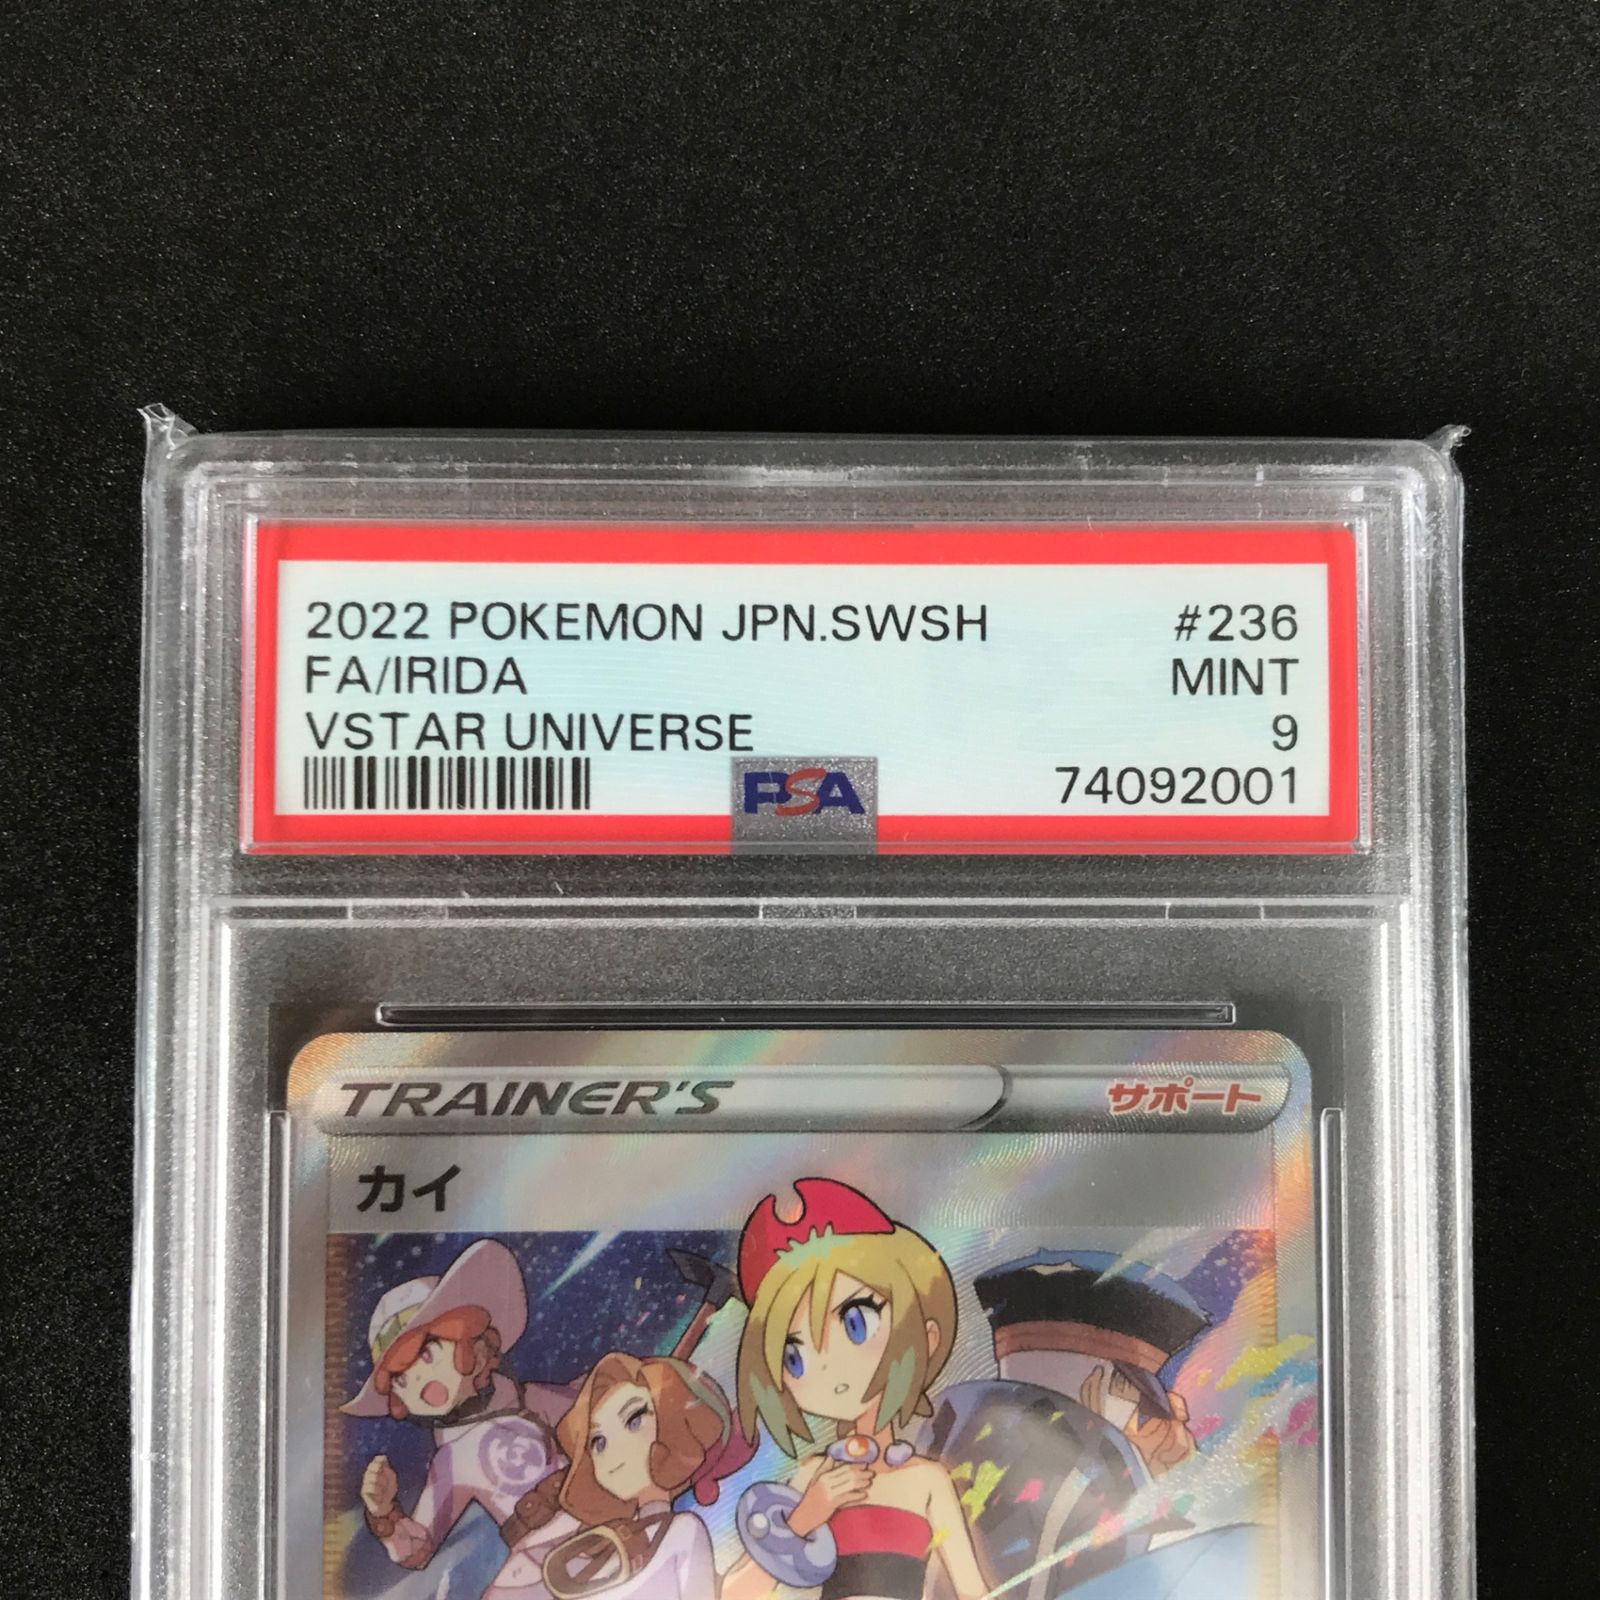 2022 POKEMON JPN.SWSH #236
FA/IRIDA MINT
VSTAR UNIVERSE 9
PSA 74092001
TRAINER'S サポート
カイ